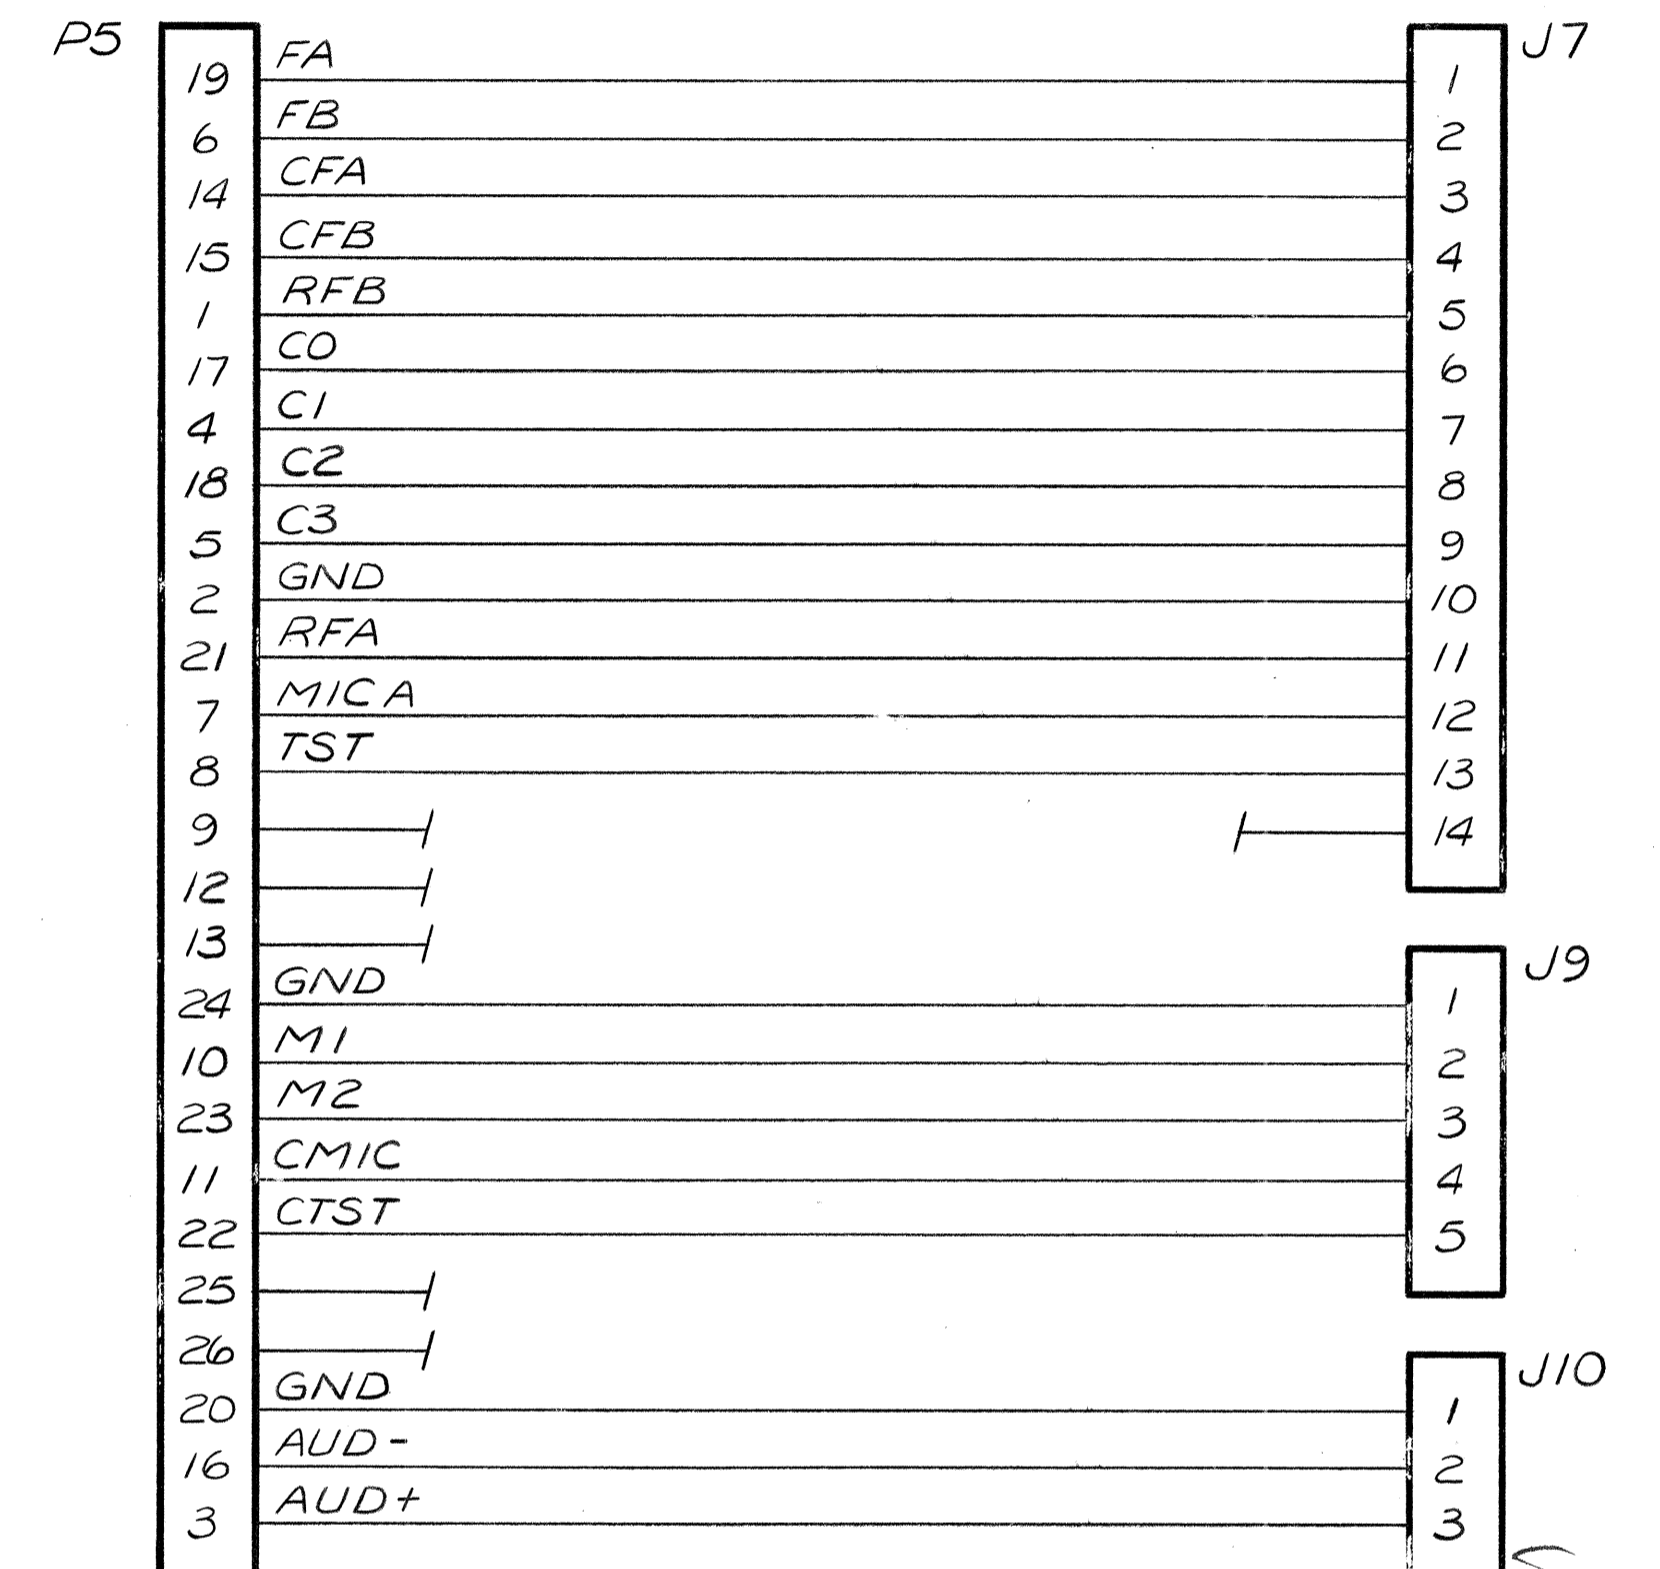 P5 J7
FA
19 1
FB
6 2
CFA
14 3
CFB
15 4
RFB
1 5
C0
17 6
C1
4 7
C2
18 8
C3
5 9
GND
2 10
RFA
21 11
MIC A
7 12
TST
8 13
9 14
12
13
J9
GND
24 1
M1
10 2
M2
23 3
CMIC
11 4
CTST
22 5
25
26
J10
GND
20 1
AUD-
16 2
AUD+
3 3